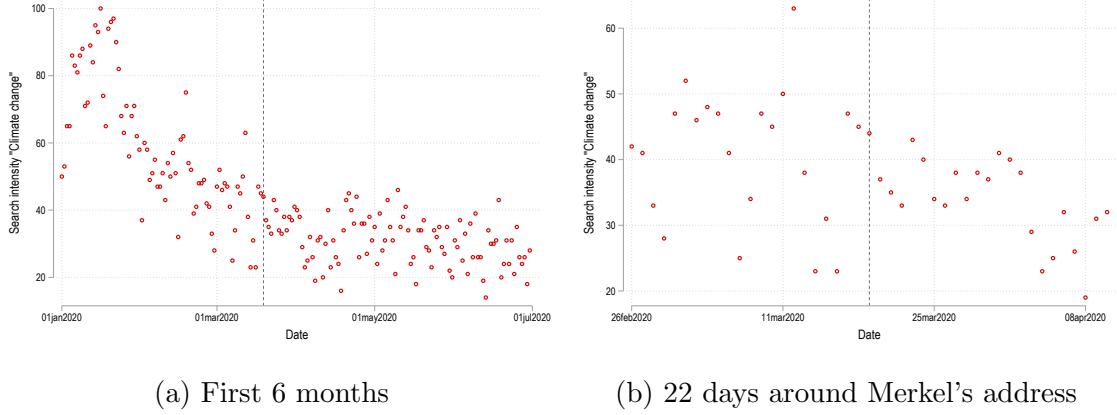 100
80
60
40
20
Search intensity "Climate change"
01jan2020
01mar2020
01may2020
01jul2020
Date
(a) First 6 months
60
50
40
30
20
Search intensity "Climate change"
26feb2020
11mar2020
25mar2020
08apr2020
Date
(b) 22 days around Merkel's address